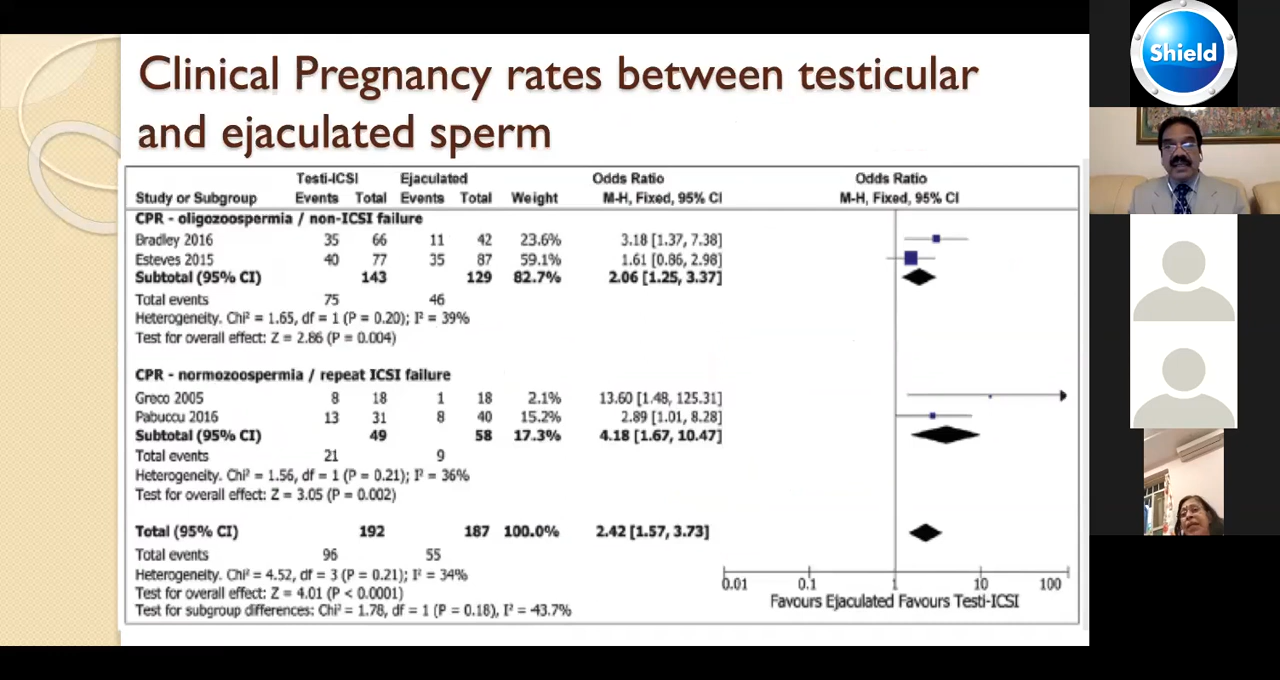 Clinical Pregnancy rates between testicular
and ejaculated sperm
Shield
Testi-ICSI Ejaculated Odds Ratio Odds Ratio
Study or Subgroup Events Total Events Total Weight M-H, Fixed, 95% CI M-H, Fixed, 95% CI
CPR - oligozoospermia / non-ICSI failure
Bradley 2016 35 66 11 42 23.6% 3.18 [1.37, 7.38]
Esteves 2015 40 77 35 87 59.1% 1.61 [0.86, 2.98]
Subtotal (95% CI) 143 129 82.7% 2.06 [1.25, 3.37]
Total events 75 46
Heterogeneity. Chi² = 1.65, df = 1 (P = 0.20); I² = 39%
Test for overall effect: Z = 2.86 (P = 0.004)
CPR - normozoospermia / repeat ICSI failure
Greco 2005 8 18 1 18 2.1% 13.60 [1.48, 125.31]
Pabuccu 2016 13 31 8 40 15.2% 2.89 [1.01, 8.28]
Subtotal (95% CI) 49 58 17.3% 4.18 [1.67, 10.47]
Total events 21 9
Heterogeneity. Chi² = 1.56, df = 1 (P = 0.21); I² = 36%
Test for overall effect: Z = 3.05 (P = 0.002)
Total (95% CI) 192 187 100.0% 2.42 [1.57, 3.73]
Total events 96 55
Heterogeneity. Chi² = 4.52, df = 3 (P = 0.21); I² = 34%
Test for overall effect: Z = 4.01 (P < 0.0001)
Test for subgroup differences: Chi² = 1.78, df = 1 (P = 0.18), I² = 43.7%
0.01 0.1 1 10 100
Favours Ejaculated Favours Testi-ICSI